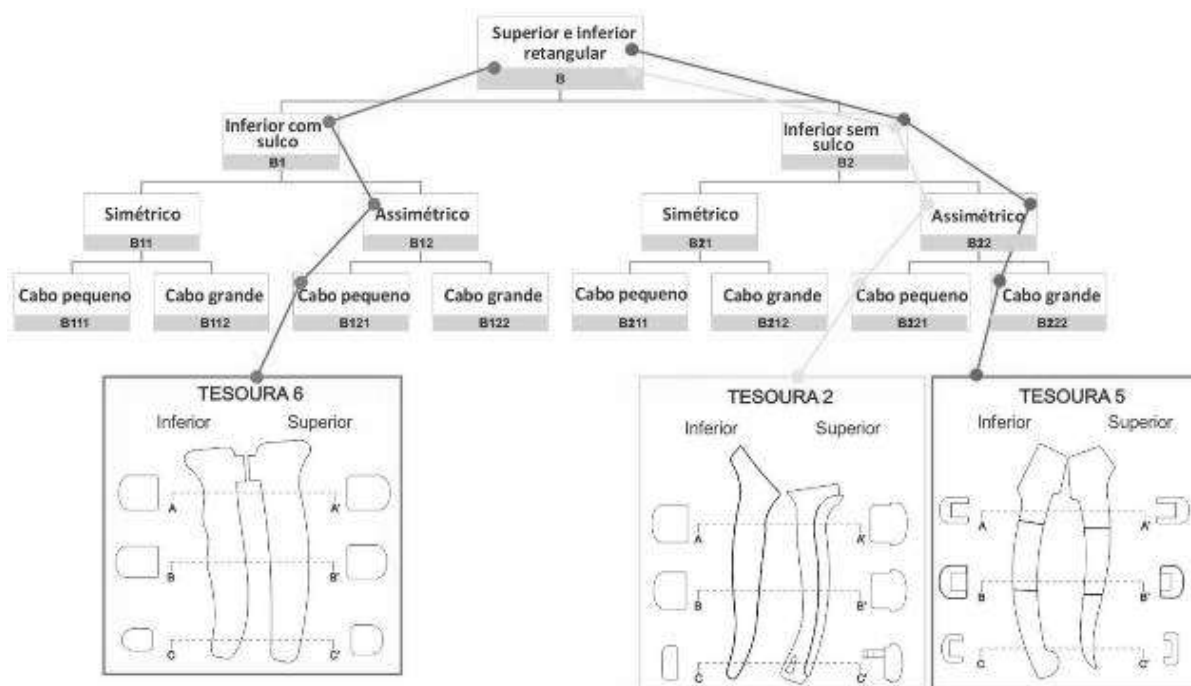 Superior e inferior
retangular
B
Inferior com
sulco
B1
Inferior sem
sulco
B2
Simétrico
B11
Assimétrico
B12
Simétrico
B21
Assimétrico
B22
Cabo pequeno
B111
Cabo grande
B112
Cabo pequeno
B121
Cabo grande
B122
Cabo pequeno
B211
Cabo grande
B212
Cabo pequeno
B221
Cabo grande
B222
TESOURA 6
Inferior Superior
A A'
B B'
C C'
TESOURA 2
Inferior Superior
A A'
B B'
C C'
TESOURA 5
Inferior Superior
A A'
B B'
C C'